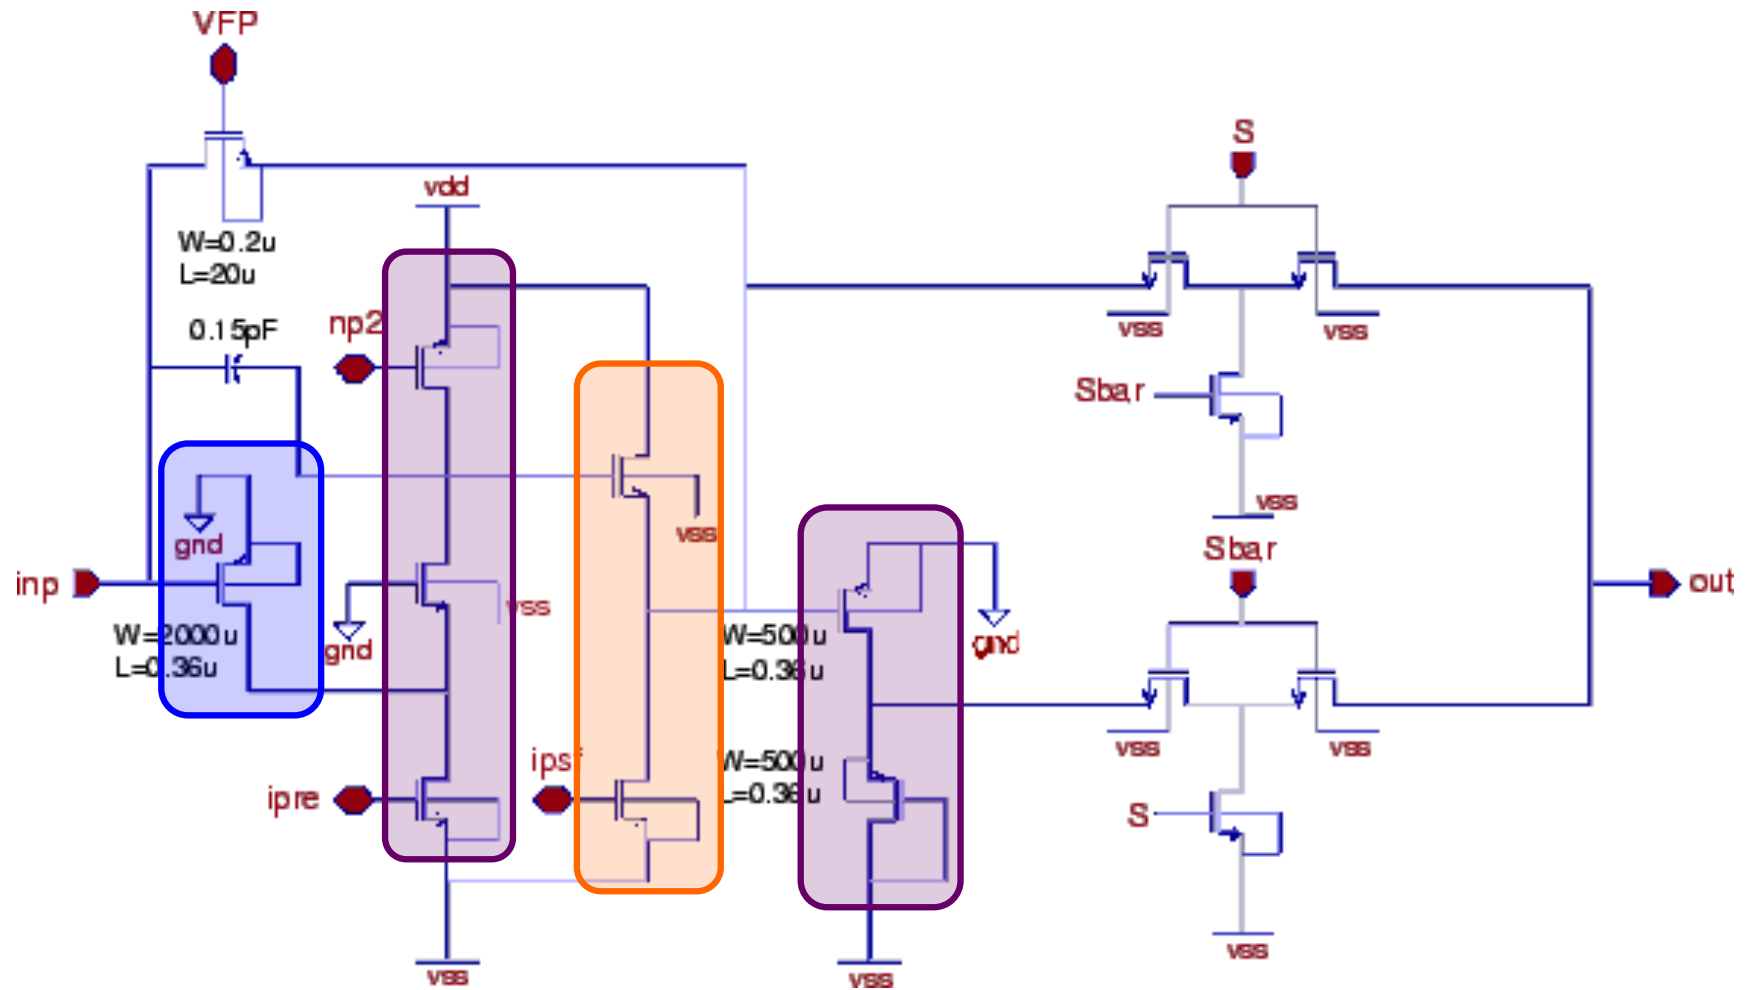 VFP
S
vdd
W=0.2u
L=20u
0.15pF
np2
vss
vss
Sbar
vss
vss
gnd
Sbar
inp
out
vss
W=2000u
L=0.36u
gnd
W=500u
L=0.36u
gnd
vss
vss
ipsf
W=500u
L=0.36u
ipre
S
vss
vss
vss